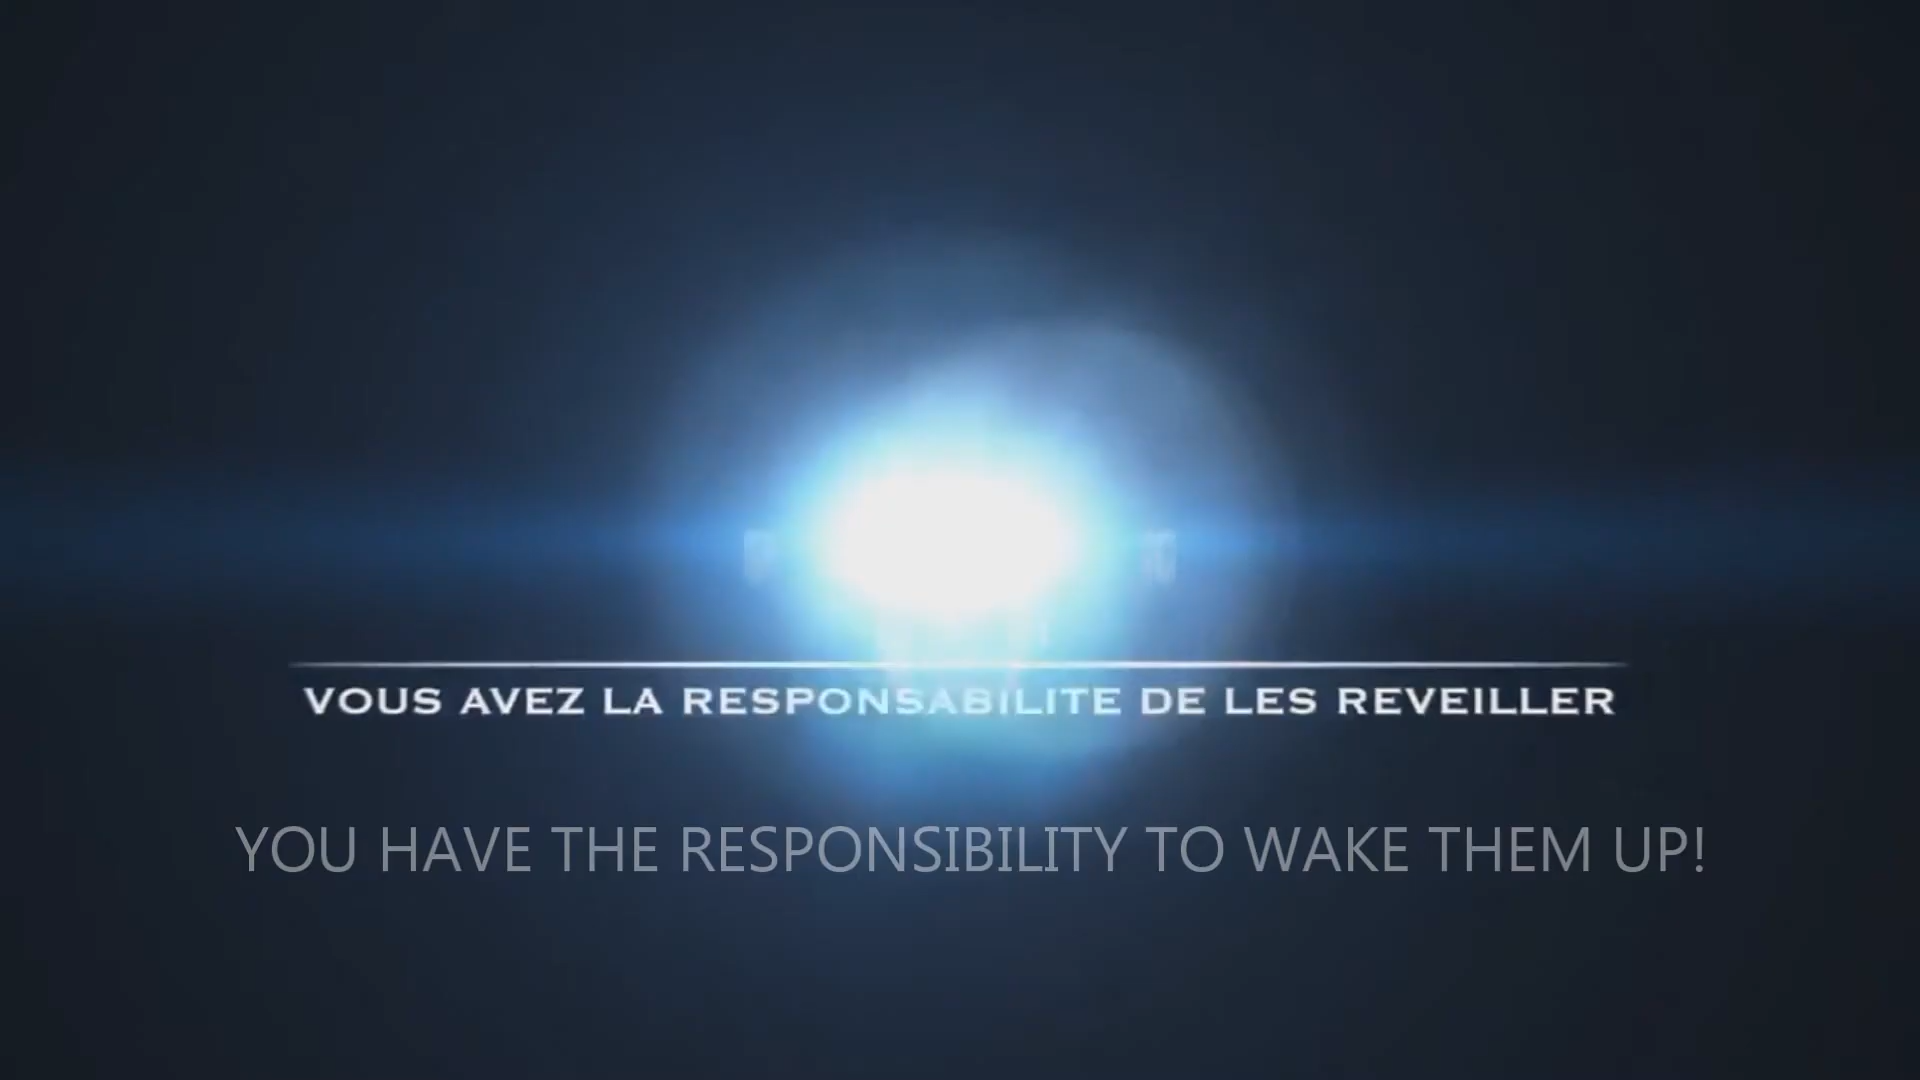 VOUS AVEZ LA RESPONSABILITE DE LES REVEILLER
YOU HAVE THE RESPONSIBILITY TO WAKE THEM UP!